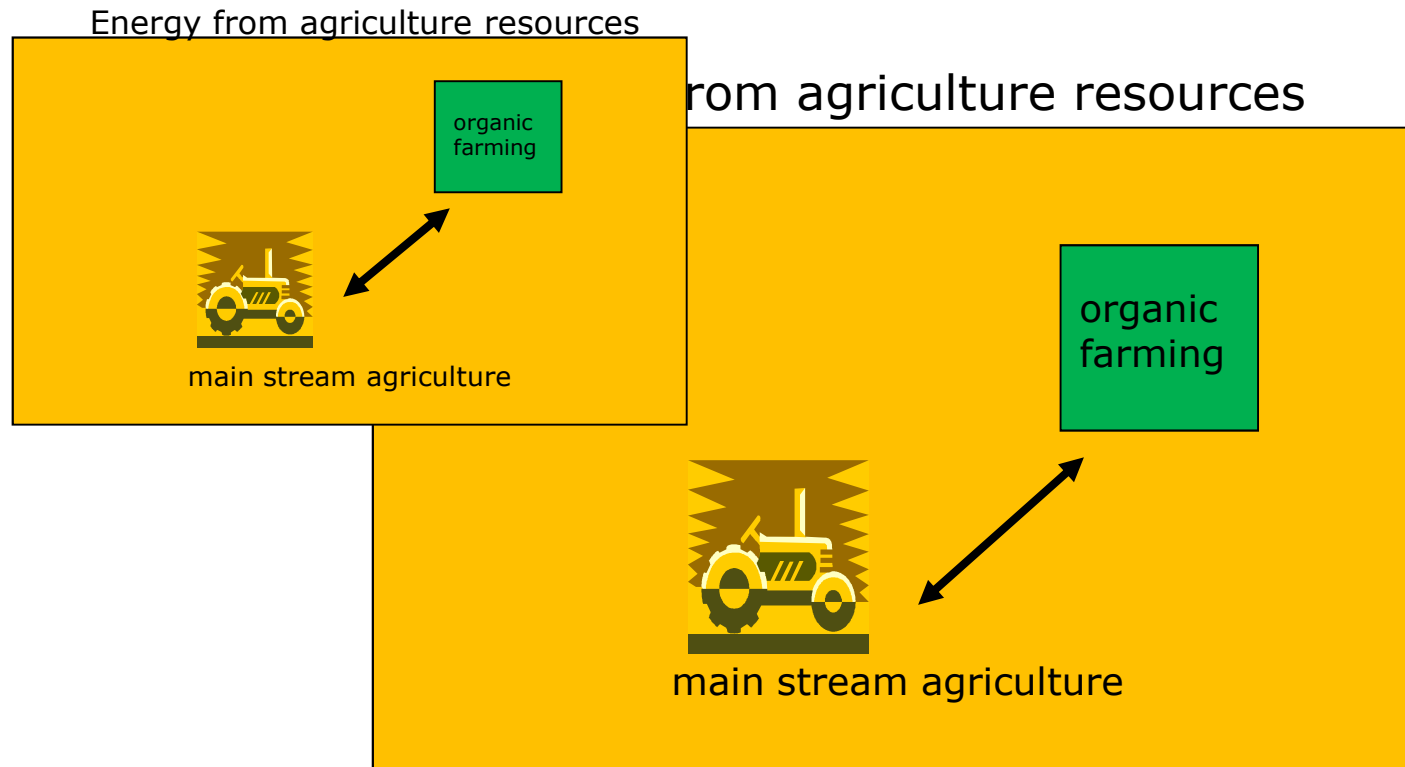 Energy from agriculture resources
organic
farming
main stream agriculture
rom agriculture resources
organic
farming
main stream agriculture